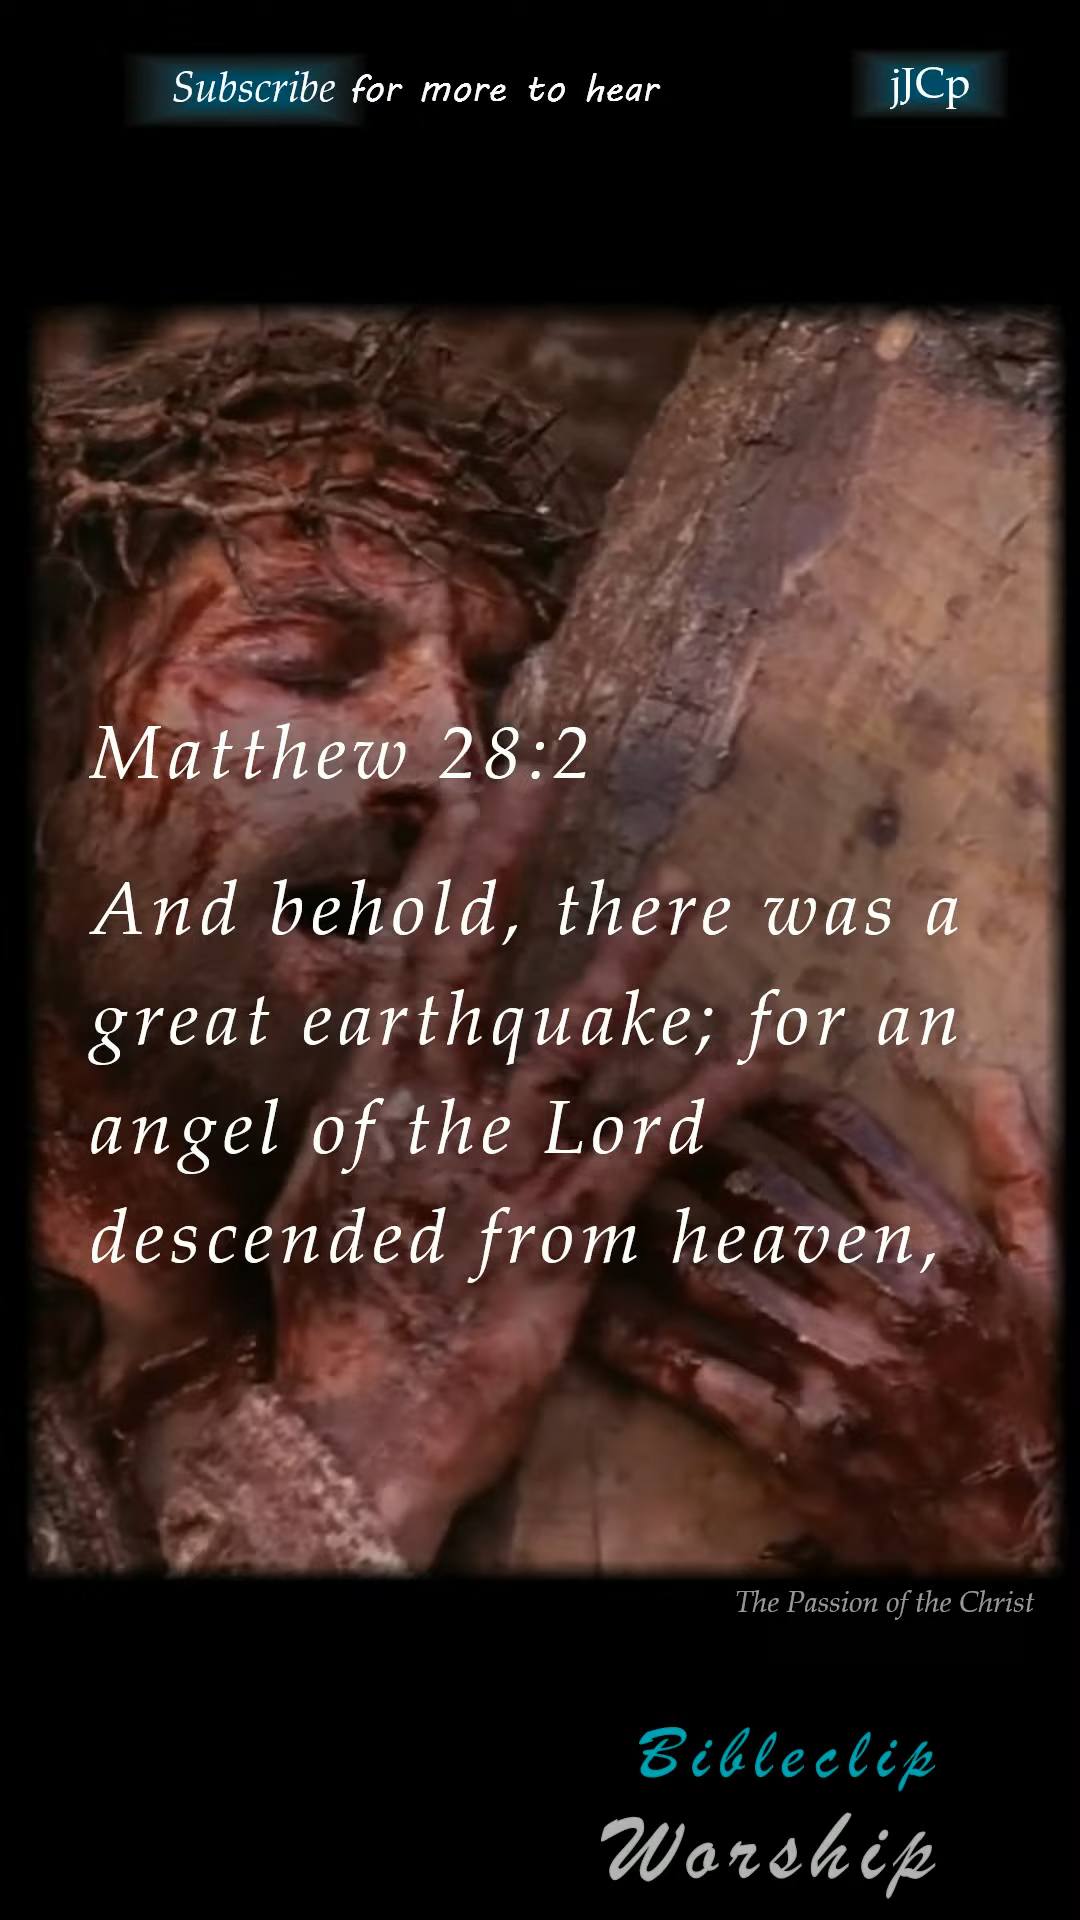 Subscribe for more to hear
jJCp
Matthew 28:2
And behold, there was a
great earthquake; for an
angel of the Lord
descended from heaven,
The Passion of the Christ
Bibleclip
Worship